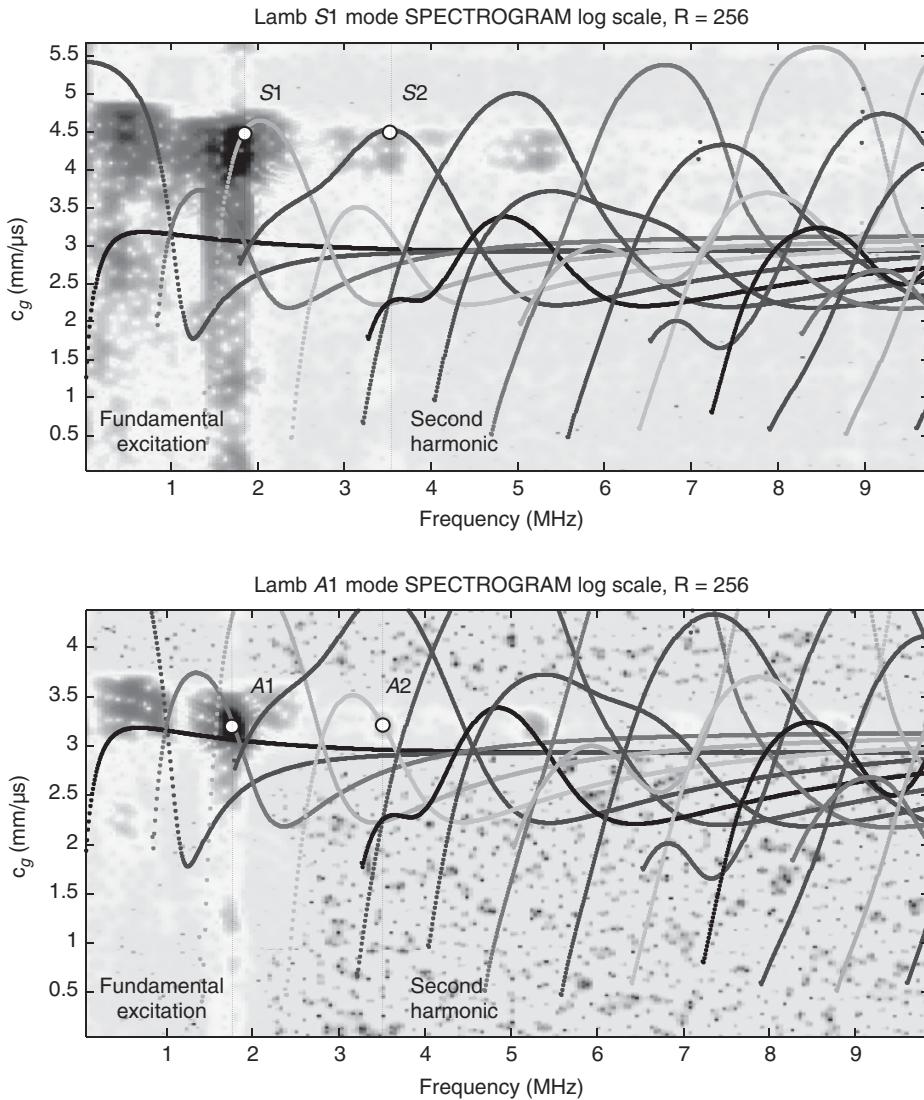 Lamb S1 mode SPECTROGRAM log scale, R = 256
5.5
5
4.5
4
3.5
3
2.5
2
1.5
1
0.5
cg (mm/µs)
S1
S2
Fundamental
excitation
Second
harmonic
1 2 3 4 5 6 7 8 9
Frequency (MHz)
Lamb A1 mode SPECTROGRAM log scale, R = 256
4
3.5
3
2.5
2
1.5
1
0.5
cg (mm/µs)
A1
A2
Fundamental
excitation
Second
harmonic
1 2 3 4 5 6 7 8 9
Frequency (MHz)